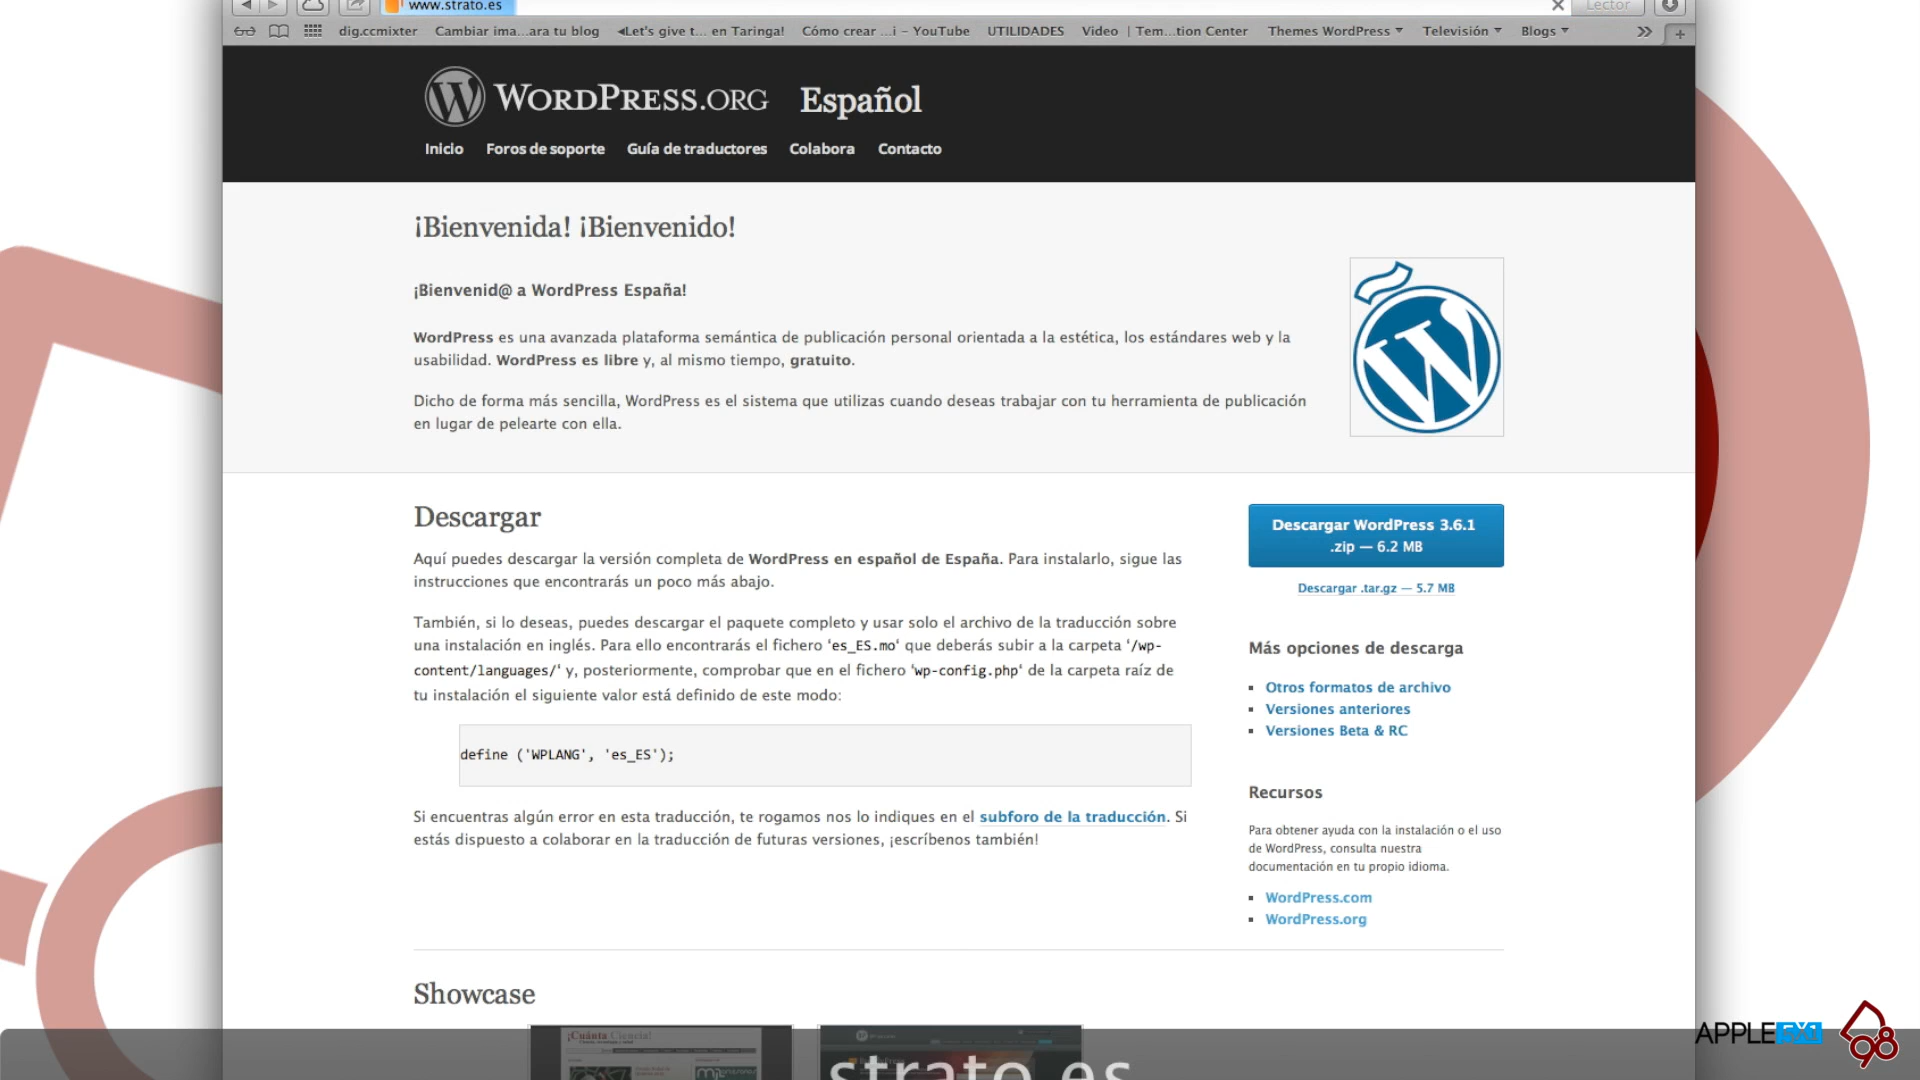 www.strato.es
Lector
dig.ccmixter Cambiar ima...ara tu blog ◀Let's give t... en Taringa! Cómo crear ...i – YouTube UTILIDADES Video | Tem...tion Center Themes WordPress ▼ Televisión ▼ Blogs ▼ >> +
WORDPRESS.ORG Español
Inicio Foros de soporte Guía de traductores Colabora Contacto
¡Bienvenida! ¡Bienvenido!
¡Bienvenid@ a WordPress España!
WordPress es una avanzada plataforma semántica de publicación personal orientada a la estética, los estándares web y la
usabilidad. WordPress es libre y, al mismo tiempo, gratuito.
Dicho de forma más sencilla, WordPress es el sistema que utilizas cuando deseas trabajar con tu herramienta de publicación
en lugar de pelearte con ella.
Descargar
Aquí puedes descargar la versión completa de WordPress en español de España. Para instalarlo, sigue las
instrucciones que encontrarás un poco más abajo.
También, si lo deseas, puedes descargar el paquete completo y usar solo el archivo de la traducción sobre
una instalación en inglés. Para ello encontrarás el fichero 'es_ES.mo' que deberás subir a la carpeta '/wp-
content/languages/' y, posteriormente, comprobar que en el fichero 'wp-config.php' de la carpeta raíz de
tu instalación el siguiente valor está definido de este modo:
define ('WPLANG', 'es_ES');
Si encuentras algún error en esta traducción, te rogamos nos lo indiques en el subforo de la traducción. Si
estás dispuesto a colaborar en la traducción de futuras versiones, ¡escríbenos también!
Descargar WordPress 3.6.1
.zip — 6.2 MB
Descargar .tar.gz — 5.7 MB
Más opciones de descarga
Otros formatos de archivo
Versiones anteriores
Versiones Beta & RC
Recursos
Para obtener ayuda con la instalación o el uso
de WordPress, consulta nuestra
documentación en tu propio idioma.
WordPress.com
WordPress.org
Showcase
¡Cuánta Ciencia!
strato.es
APPLEFX1
98